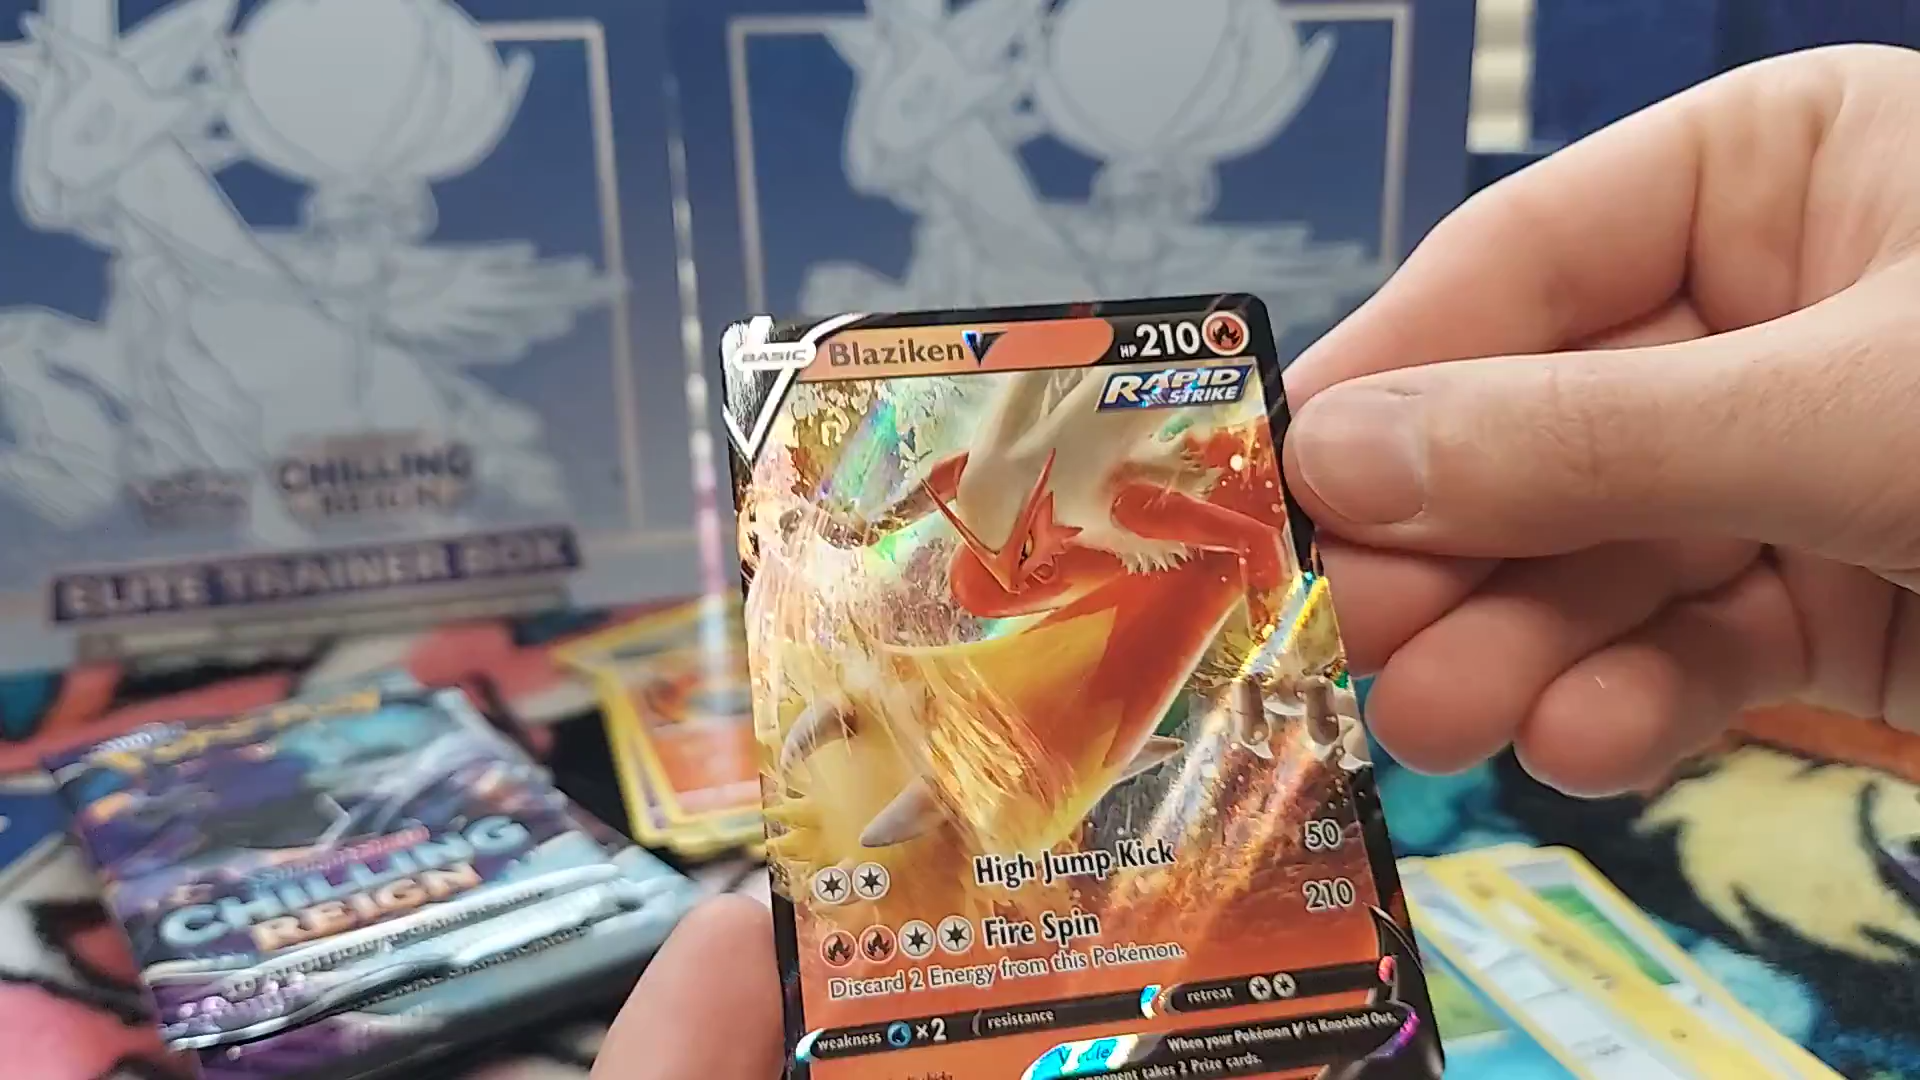 CHILLING
REIGN
ELITE TRAINER BOX
BASIC
Blaziken V
HP 210
RAPID
STRIKE
High Jump Kick
50
Fire Spin
210
Discard 2 Energy from this Pokémon.
weakness ×2
resistance
retreat
V rule
When your Pokémon V is Knocked Out,
opponent takes 2 Prize cards.
Pokémon
CHILLING
REIGN